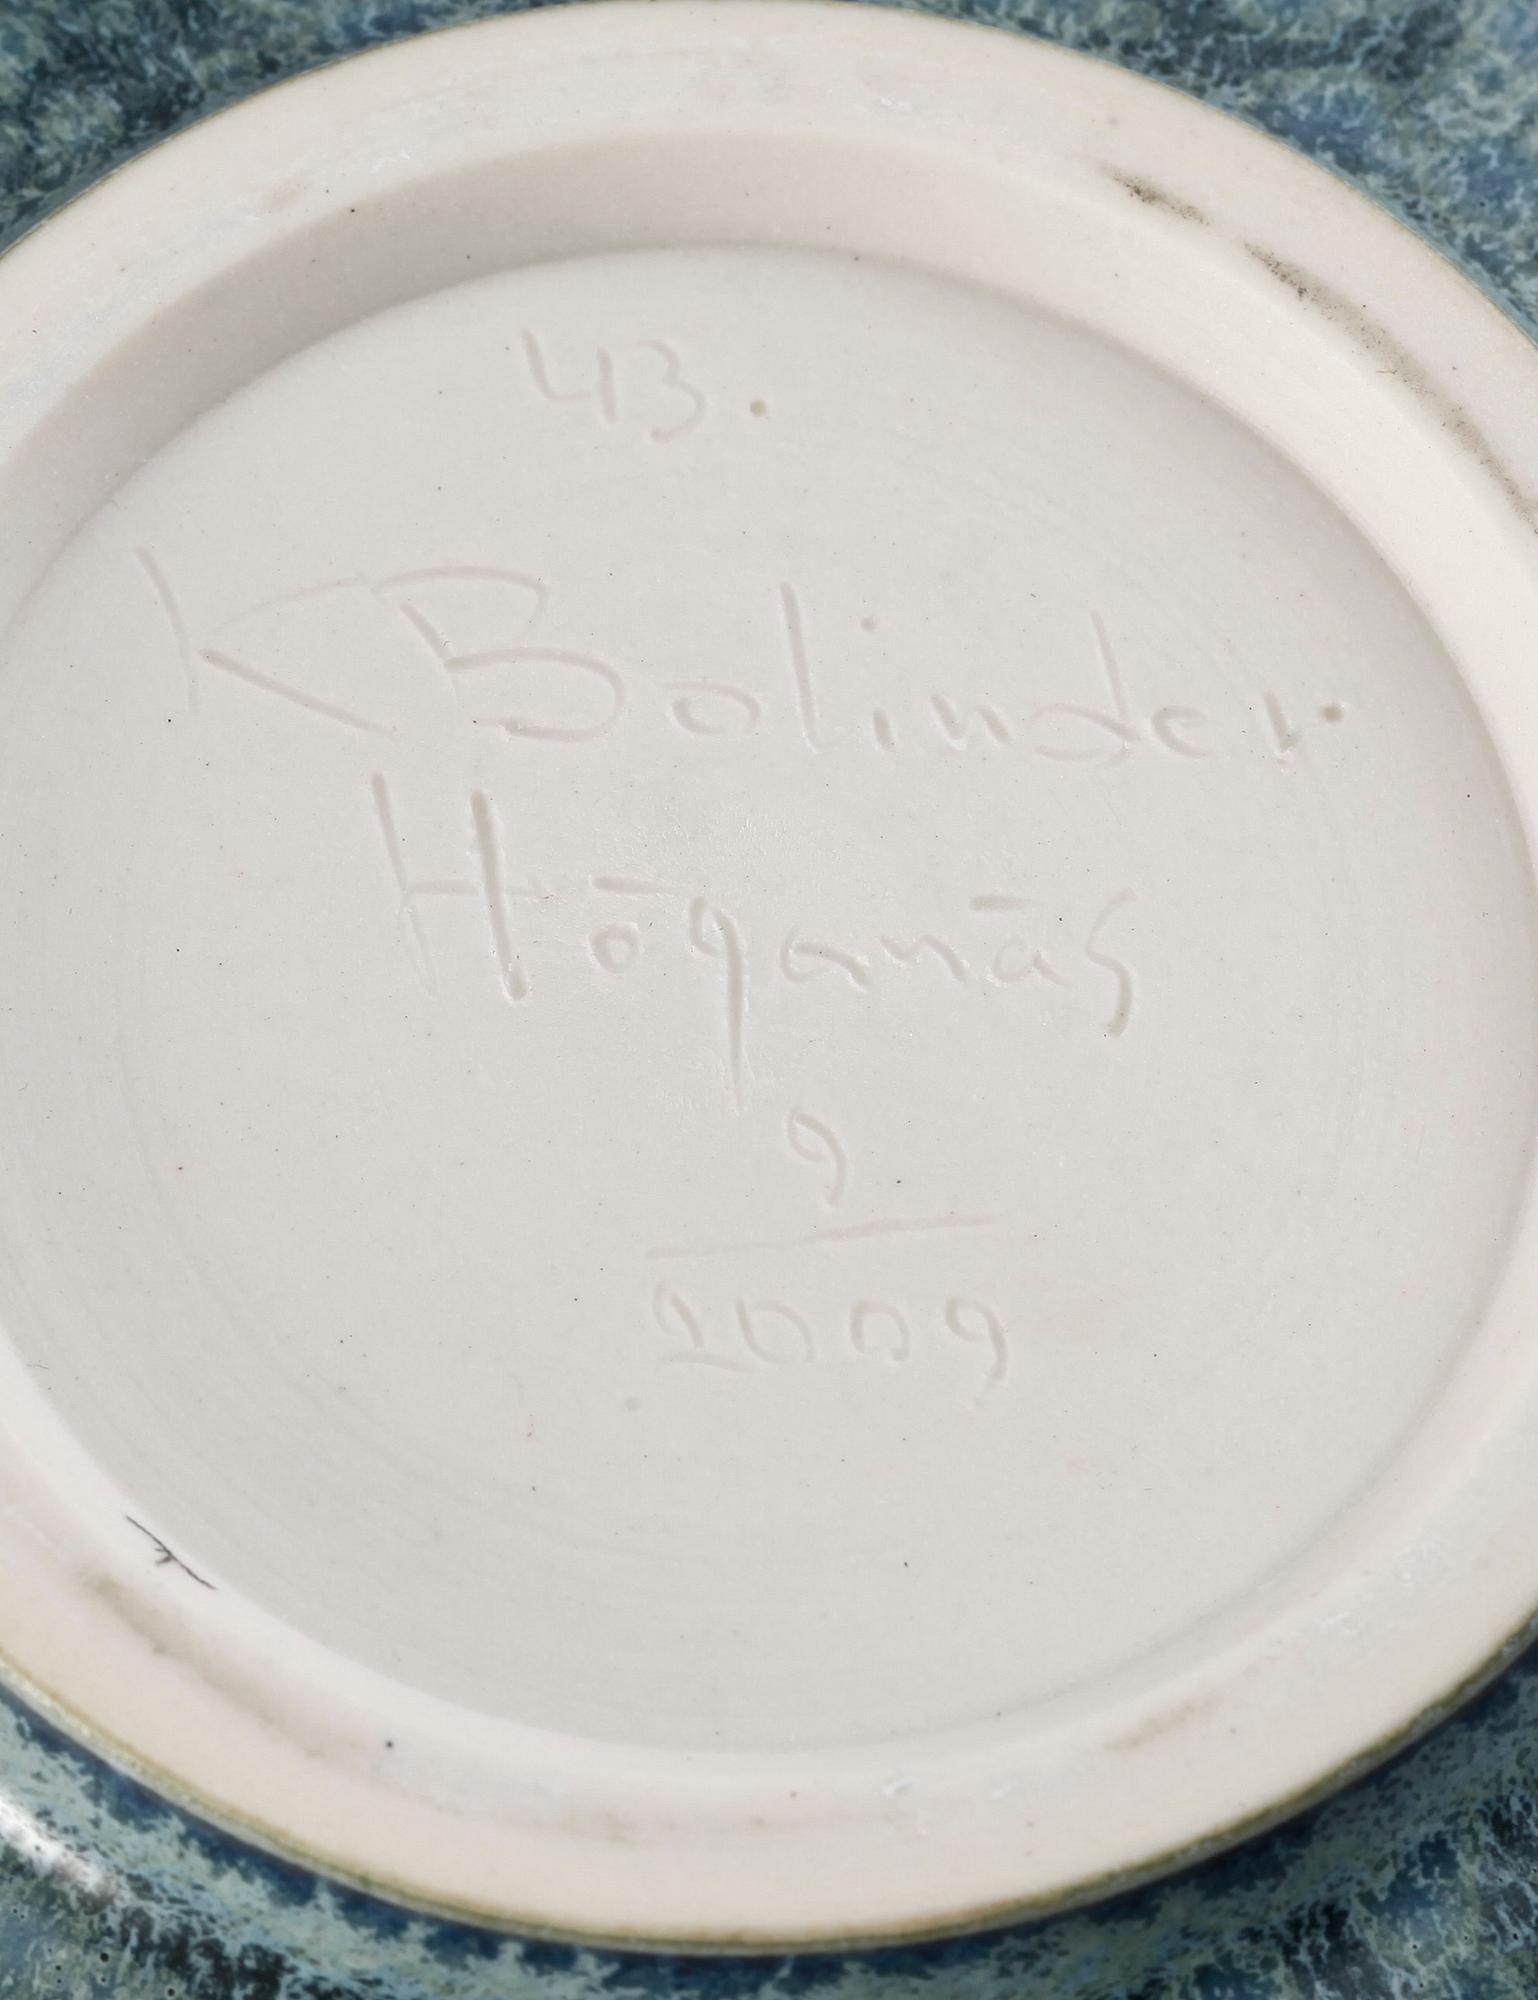 43.
K Bolinder
Höganäs
9
2009